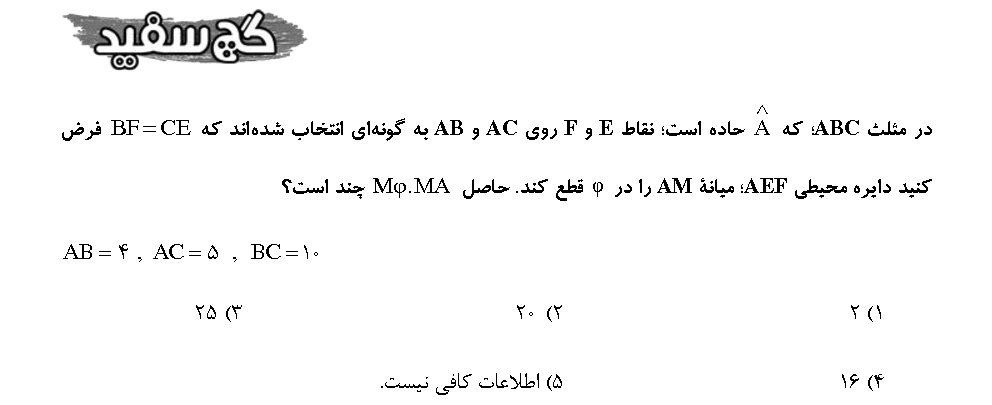 گچ سفید
در مثلث ABC؛ که Â حاده است؛ نقاط E و F روی AC و AB به گونه‌ای انتخاب شده‌اند که BF=CE فرض
کنید دایره محیطی AEF؛ میانهٔ AM را در φ قطع کند. حاصل Mφ.MA چند است؟
AB=۴ , AC=۵ , BC=۱۰
۱) ۲ ۲) ۲۰ ۳) ۲۵
۴) ۱۶ ۵) اطلاعات کافی نیست.